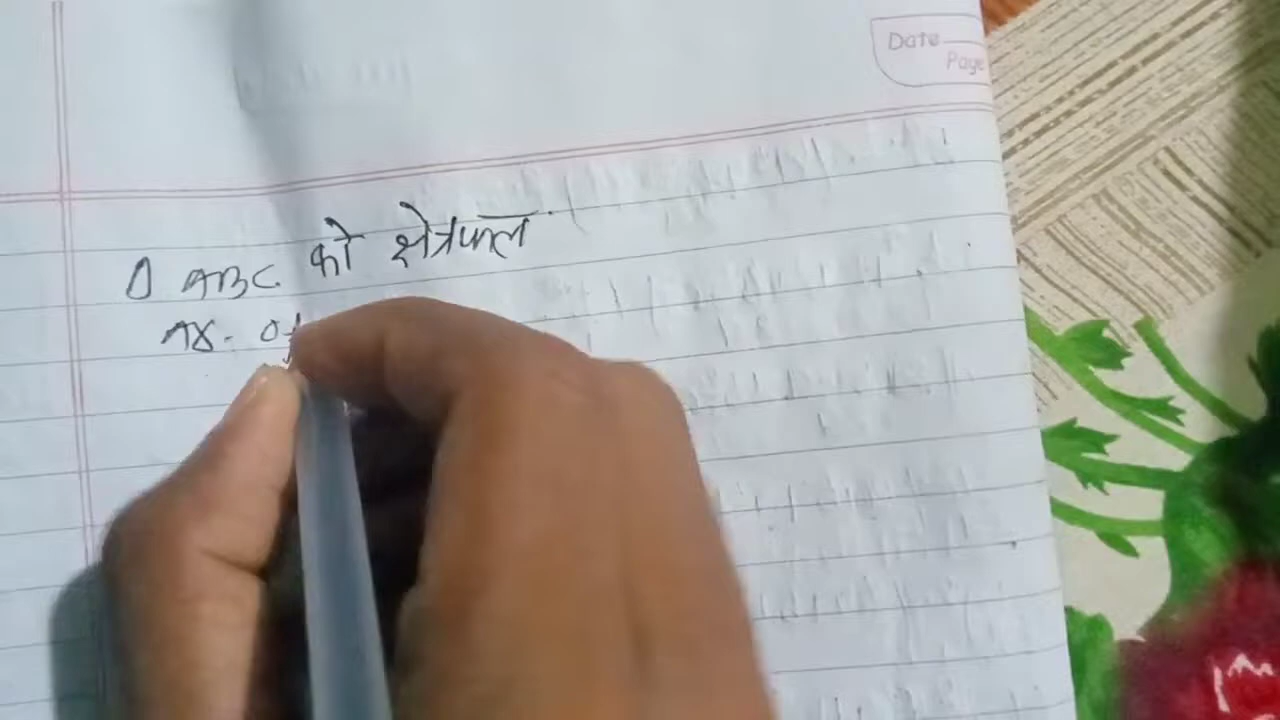 Date
Page
Δ ABC. को क्षेत्रफल.
Ar. of